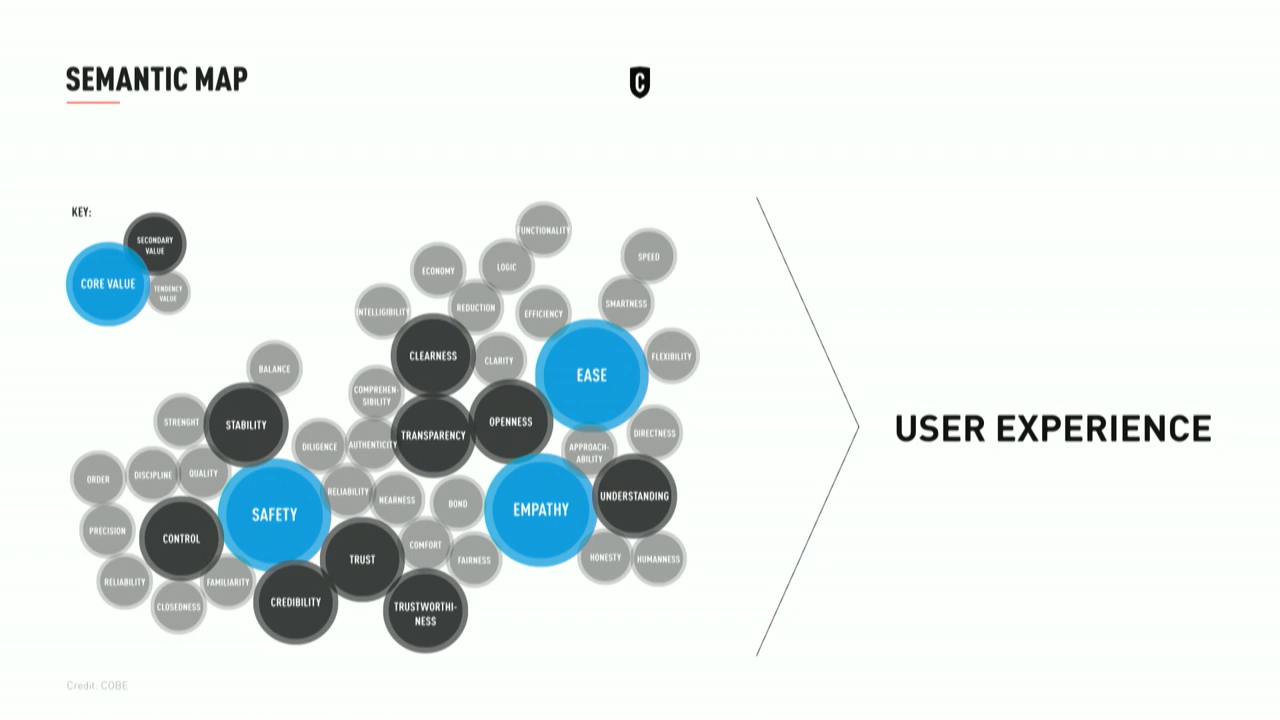 SEMANTIC MAP
C
KEY:
SECONDARY
VALUE
CORE VALUE
TENDENCY
VALUE
FUNCTIONALITY
SPEED
ECONOMY
LOGIC
SMARTNESS
INTELLIGIBILITY
REDUCTION
EFFICIENCY
CLEARNESS
CLARITY
FLEXIBILITY
BALANCE
EASE
COMPREHEN-
SIBILITY
STRENGHT
STABILITY
OPENNESS
TRANSPARENCY
DIRECTNESS
DILIGENCE
AUTHENTICITY
APPROACH-
ABILITY
USER EXPERIENCE
ORDER
DISCIPLINE
QUALITY
RELIABILITY
NEARNESS
BOND
UNDERSTANDING
SAFETY
EMPATHY
PRECISION
CONTROL
TRUST
COMFORT
FAIRNESS
HONESTY
HUMANNESS
RELIABILITY
FAMILIARITY
CLOSEDNESS
CREDIBILITY
TRUSTWORTHI-
NESS
Credit: COBE